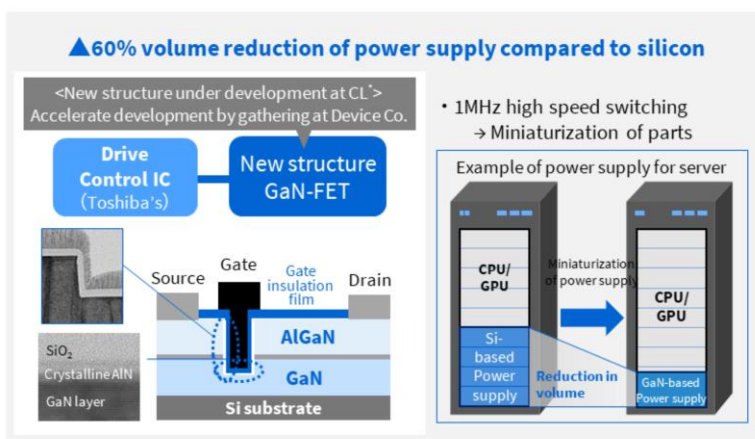 ▲60% volume reduction of power supply compared to silicon
<New structure under development at CL*>
Accelerate development by gathering at Device Co.
Drive
Control IC
(Toshiba's)
New structure
GaN-FET
Source
Gate
Gate
insulation
film
Drain
AlGaN
GaN
Si substrate
SiO2
Crystalline AlN
GaN layer
・1MHz high speed switching
→ Miniaturization of parts
Example of power supply for server
CPU/
GPU
Si-
based
Power
supply
Miniaturization
of power supply
Reduction in
volume
CPU/
GPU
GaN-based
Power supply